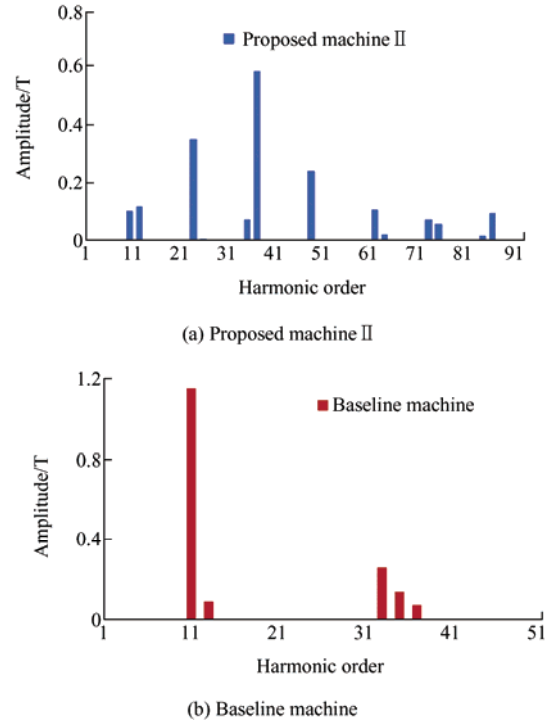 0.8
Proposed machine Ⅱ
0.6
0.4
0.2
0
Amplitude/T
1 11 21 31 41 51 61 71 81 91
Harmonic order
(a) Proposed machine Ⅱ
1.2
Baseline machine
0.8
0.4
0
Amplitude/T
1 11 21 31 41 51
Harmonic order
(b) Baseline machine